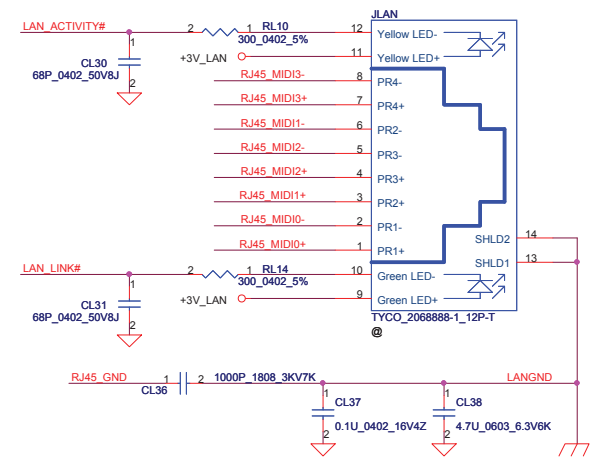 JLAN
LAN_ACTIVITY# 2 1 RL10 12 Yellow LED-
300_0402_5%
1
CL30
68P_0402_50V8J
2
+3V_LAN 11 Yellow LED+
RJ45_MIDI3- 8 PR4-
RJ45_MIDI3+ 7 PR4+
RJ45_MIDI1- 6 PR2-
RJ45_MIDI2- 5 PR3-
RJ45_MIDI2+ 4 PR3+
RJ45_MIDI1+ 3 PR2+
RJ45_MIDI0- 2 PR1-
RJ45_MIDI0+ 1 PR1+
SHLD2 14
SHLD1 13
LAN_LINK# 2 1 RL14 10 Green LED-
300_0402_5%
1
CL31
68P_0402_50V8J
2
+3V_LAN 9 Green LED+
TYCO_2068888-1_12P-T
@
RJ45_GND 1 2 1000P_1808_3KV7K LANGND
CL36
1 CL37 1 CL38
2 0.1U_0402_16V4Z 2 4.7U_0603_6.3V6K